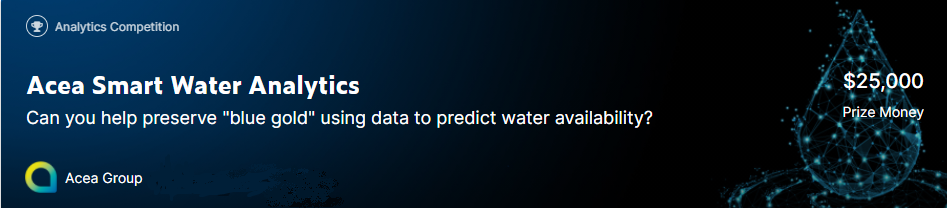 Analytics Competition
Acea Smart Water Analytics
Can you help preserve "blue gold" using data to predict water availability?
$25,000
Prize Money
Acea Group